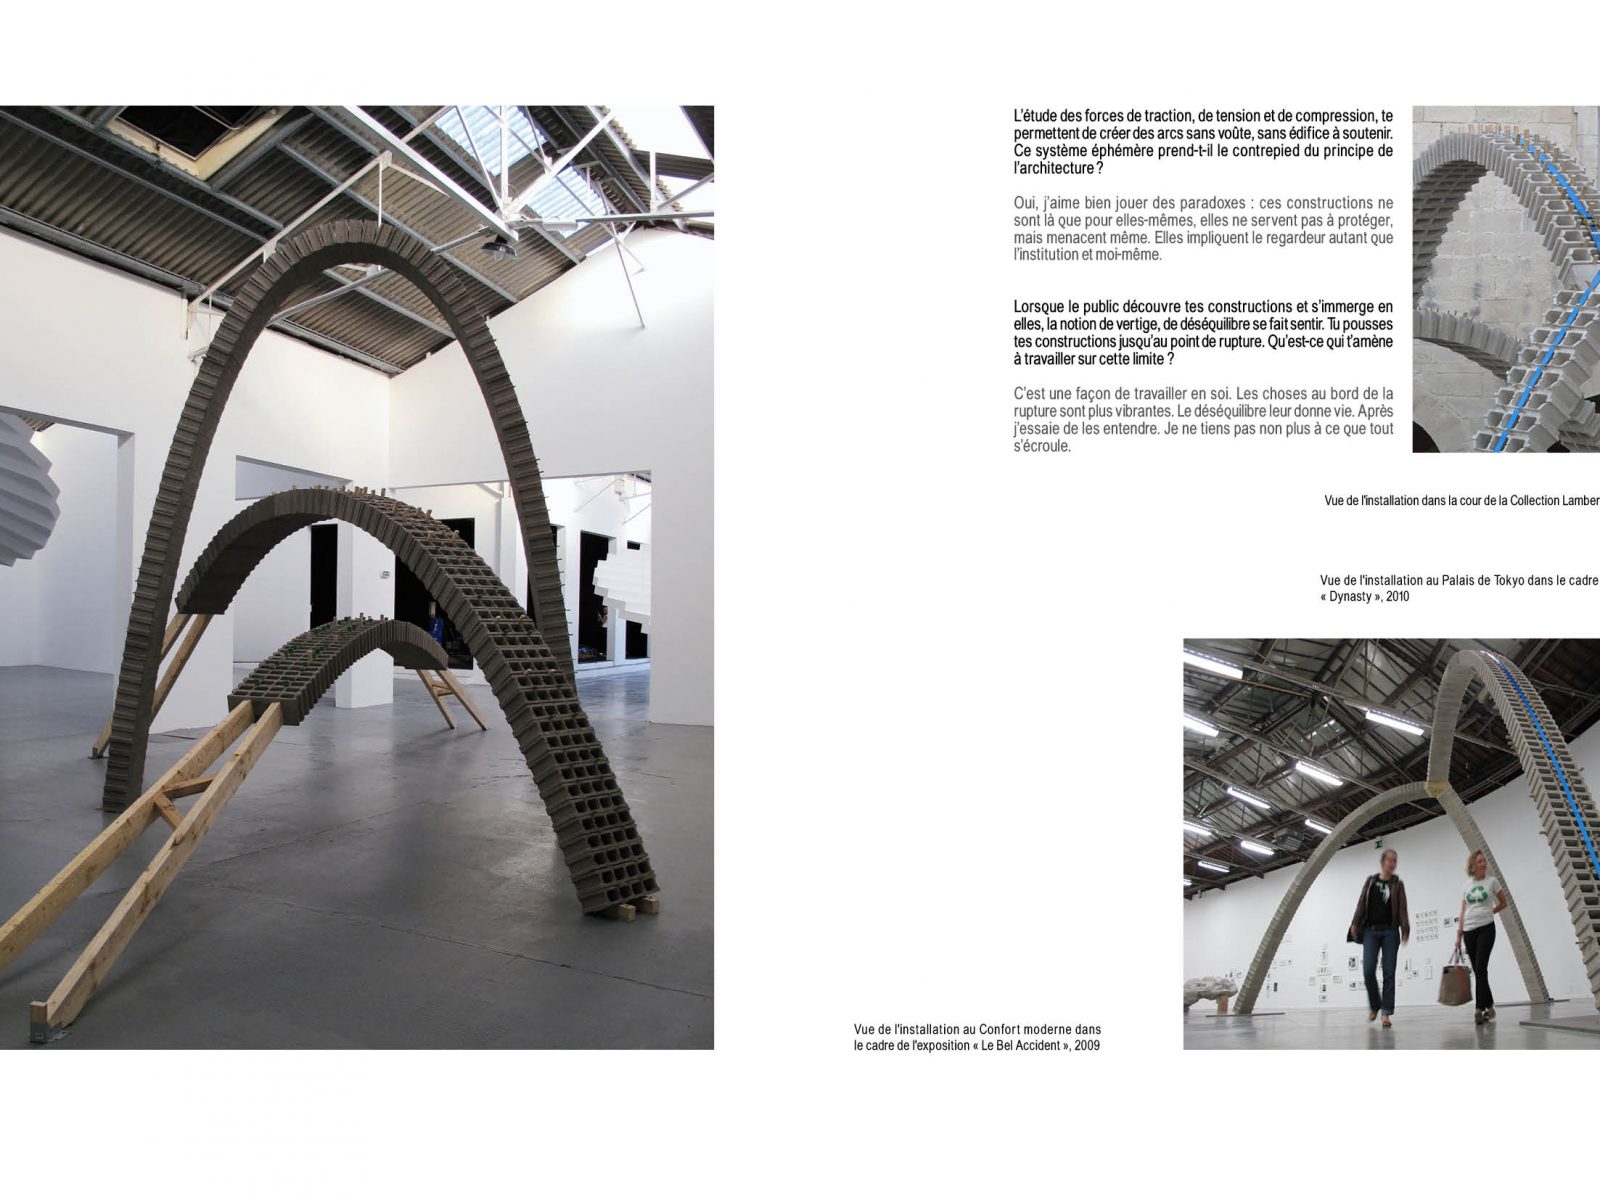 L'étude des forces de traction, de tension et de compression, te
permettent de créer des arcs sans voûte, sans édifice à soutenir.
Ce système éphémère prend-t-il le contrepied du principe de
l'architecture ?
Oui, j'aime bien jouer des paradoxes : ces constructions ne
sont là que pour elles-mêmes, elles ne servent pas à protéger,
mais menacent même. Elles impliquent le regardeur autant que
l'institution et moi-même.
Lorsque le public découvre tes constructions et s'immerge en
elles, la notion de vertige, de déséquilibre se fait sentir. Tu pousses
tes constructions jusqu'au point de rupture. Qu'est-ce qui t'amène
à travailler sur cette limite ?
C'est une façon de travailler en soi. Les choses au bord de la
rupture sont plus vibrantes. Le déséquilibre leur donne vie. Après
j'essaie de les entendre. Je ne tiens pas non plus à ce que tout
s'écroule.
Vue de l'installation dans la cour de la Collection Lamber
Vue de l'installation au Palais de Tokyo dans le cadre
« Dynasty », 2010
Vue de l'installation au Confort moderne dans
le cadre de l'exposition « Le Bel Accident », 2009